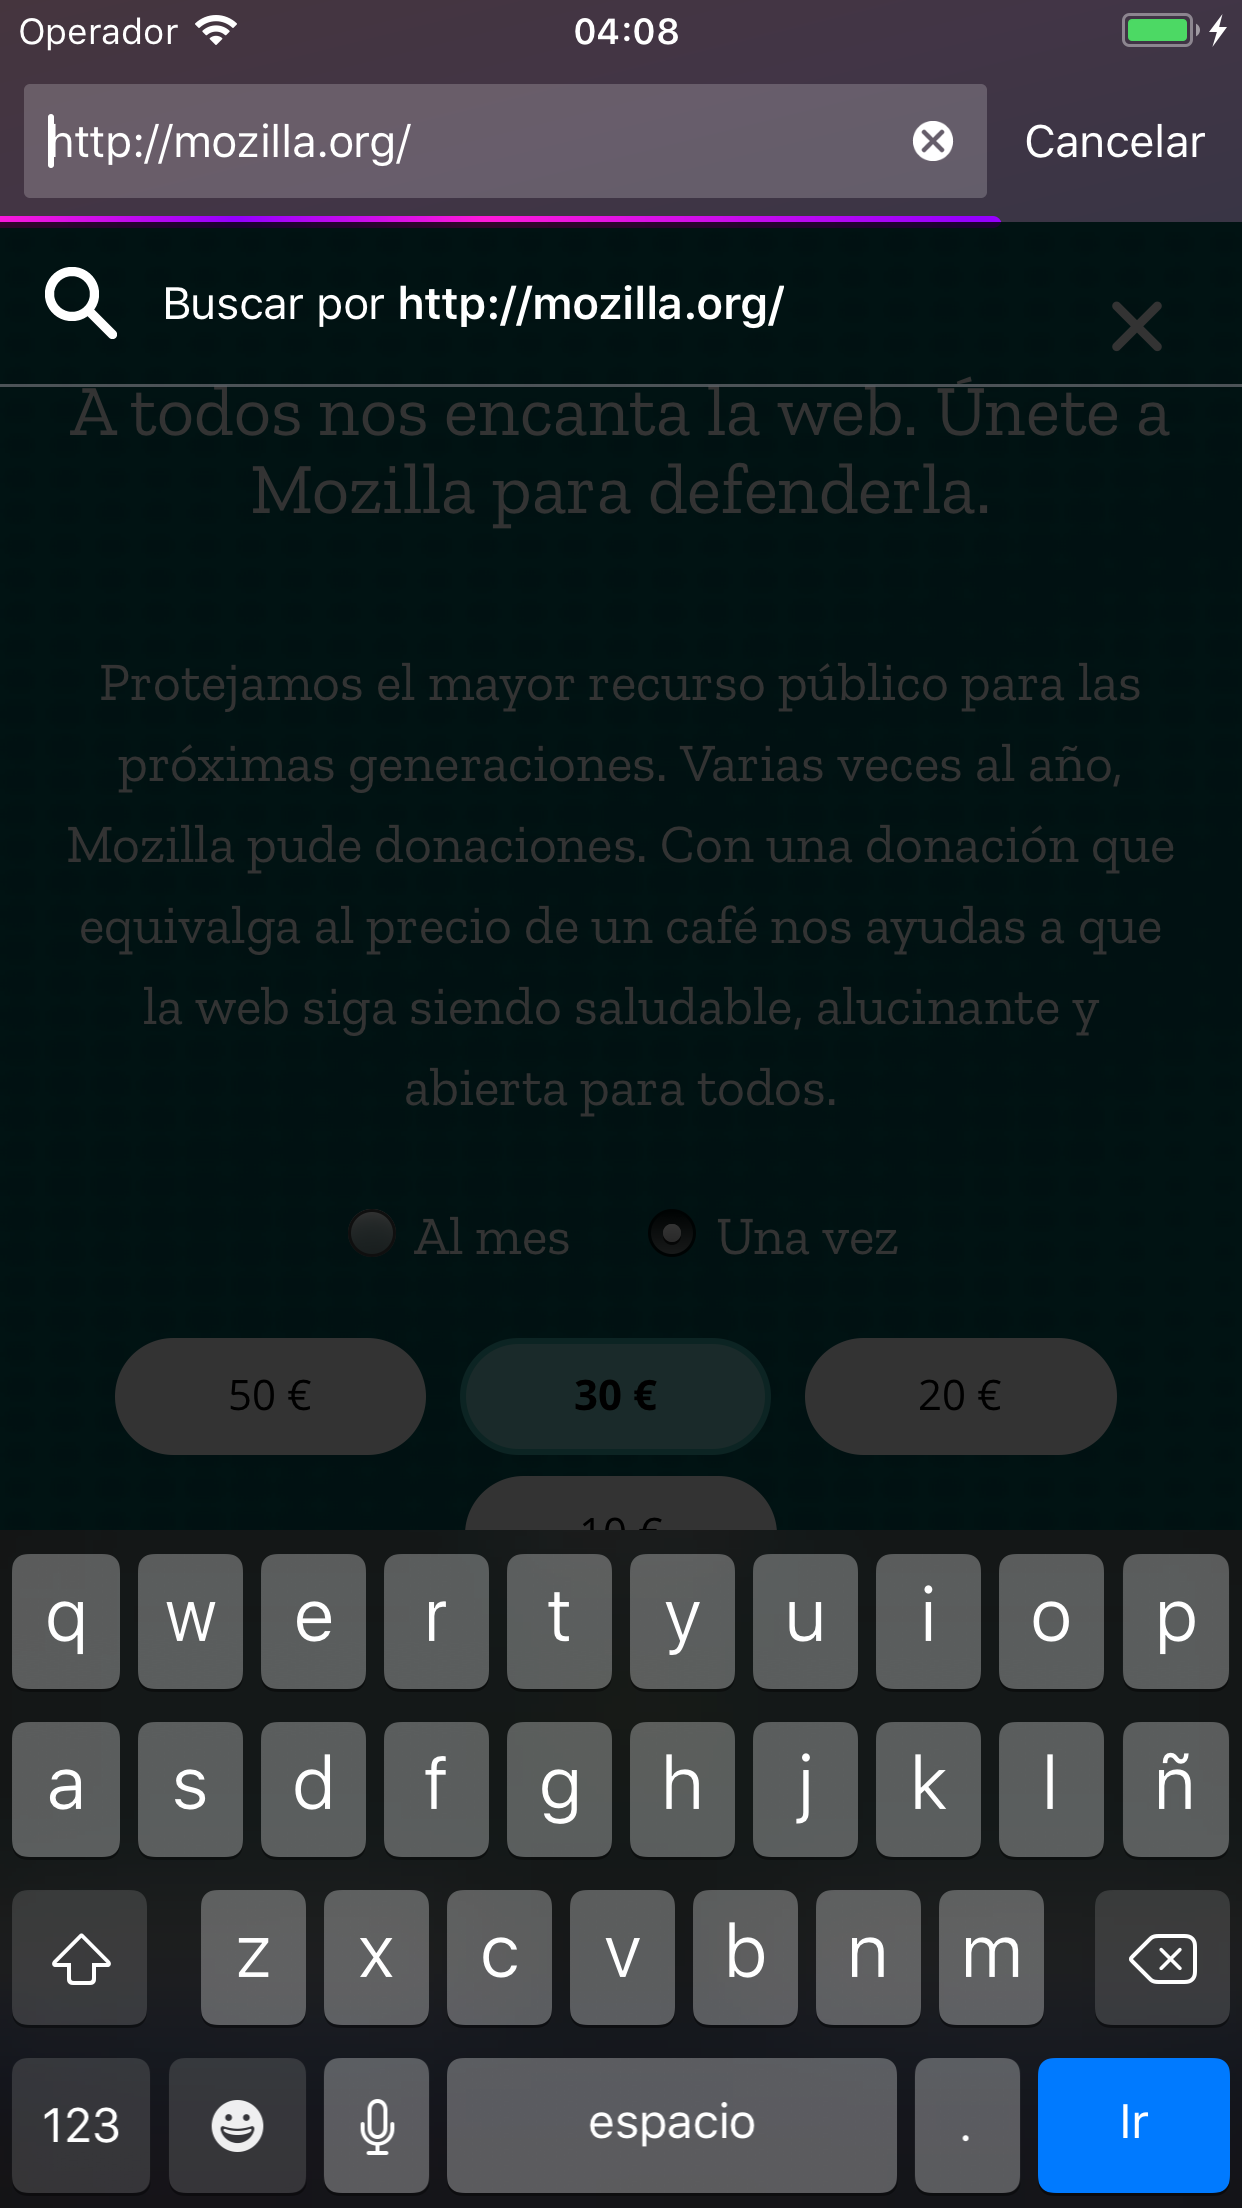 Operador 04:08
http://mozilla.org/ Cancelar
Buscar por http://mozilla.org/
A todos nos encanta la web. Únete a
Mozilla para defenderla.
Protejamos el mayor recurso público para las
próximas generaciones. Varias veces al año,
Mozilla pude donaciones. Con una donación que
equivalga al precio de un café nos ayudas a que
la web siga siendo saludable, alucinante y
abierta para todos.
Al mes Una vez
50 € 30 € 20 €
10 €
q w e r t y u i o p
a s d f g h j k l ñ
z x c v b n m
123 espacio . Ir